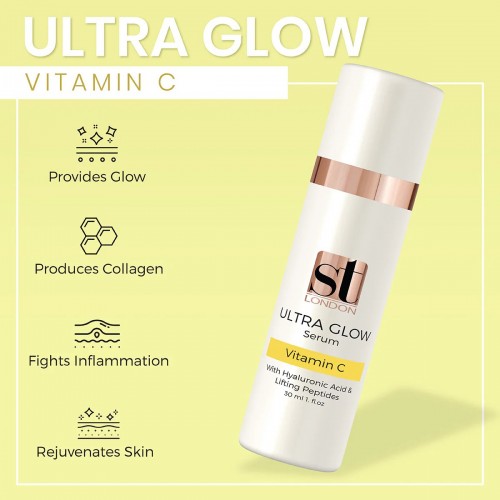 ULTRA GLOW
VITAMIN C
Provides Glow
Produces Collagen
Fights Inflammation
Rejuvenates Skin
st
LONDON
ULTRA GLOW
Serum
Vitamin C
With Hyaluronic Acid &
Lifting Peptides
30 ml 1. fl.oz